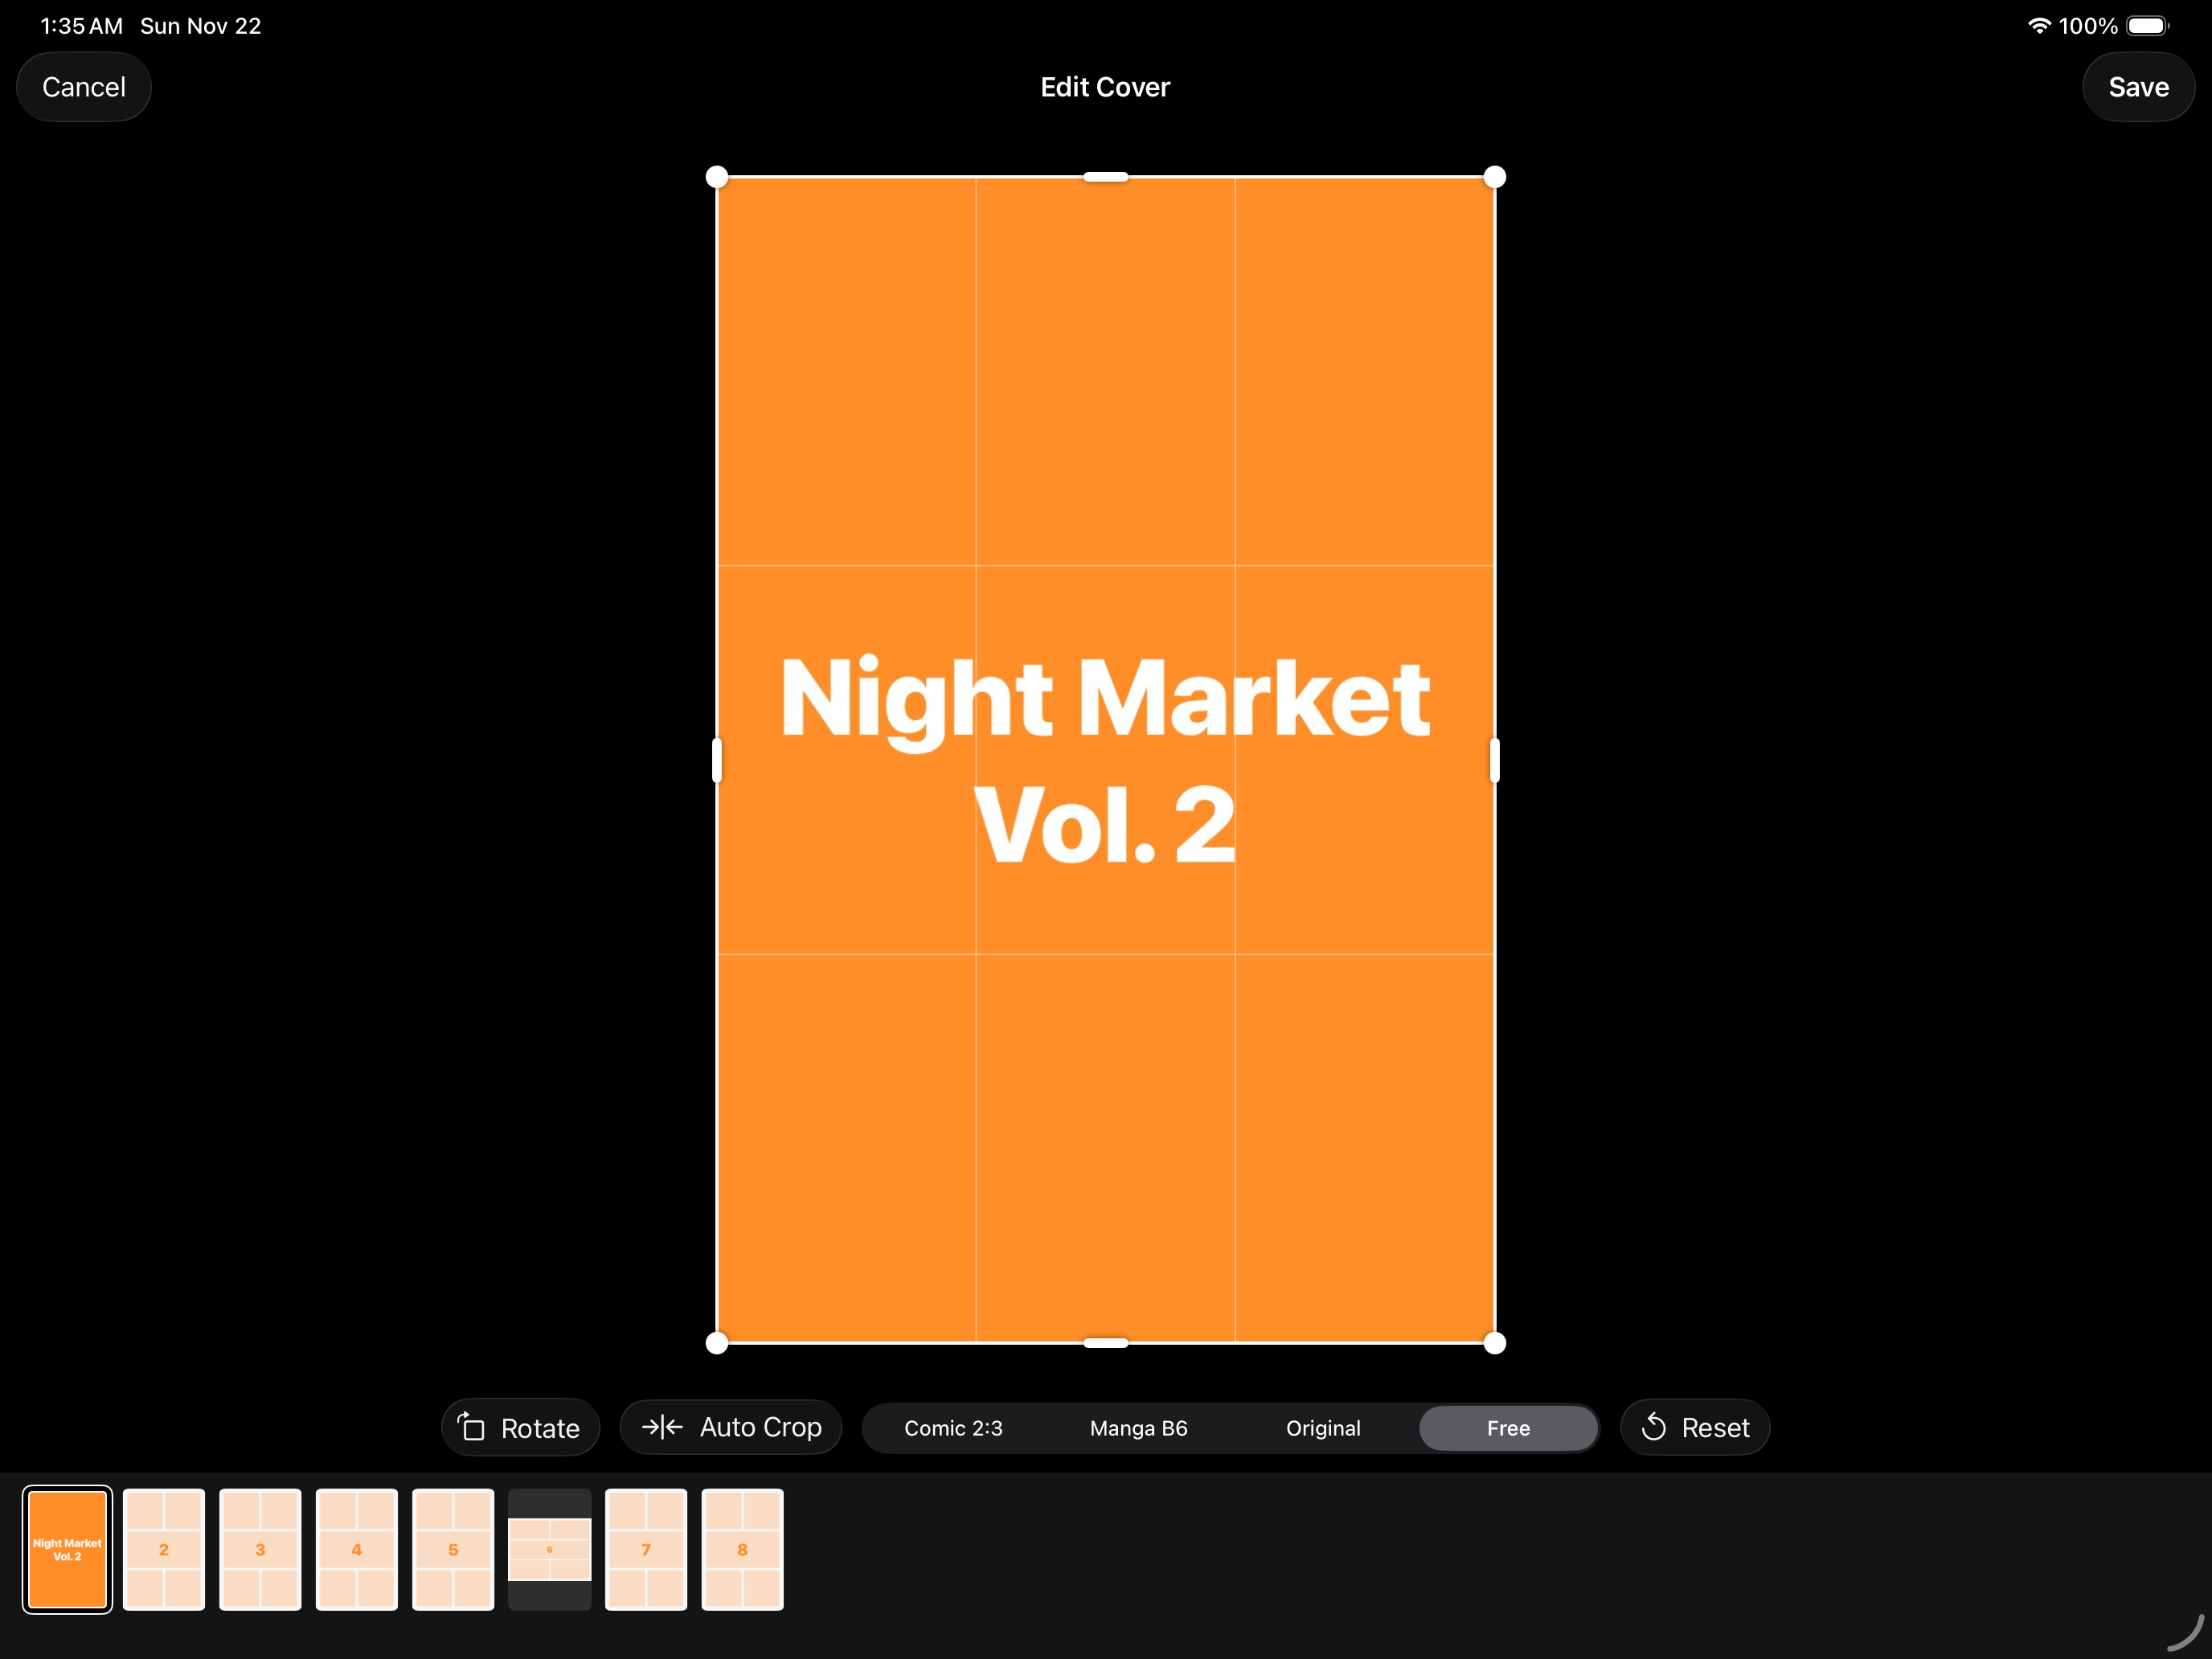 1:35 AM Sun Nov 22
100%
Cancel
Edit Cover
Save
Night Market
Vol. 2
Rotate
Auto Crop
Comic 2:3
Manga B6
Original
Free
Reset
Night Market
Vol. 2
2
3
4
5
6
7
8